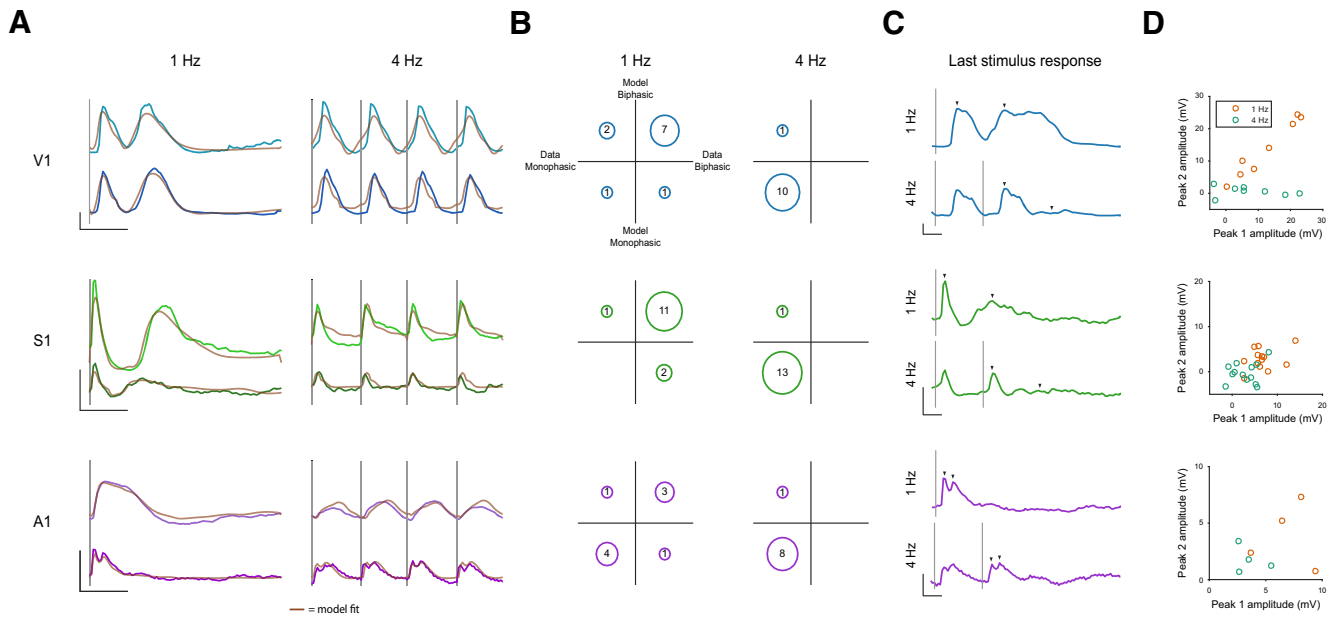 A
B
C
D
1 Hz
4 Hz
1 Hz
4 Hz
Last stimulus response
Model
Biphasic
Data
Monophasic
Data
Biphasic
Model
Monophasic
V1
2
7
1
1
1
10
1 Hz
4 Hz
30
20
10
0
0
10
20
30
1 Hz
4 Hz
Peak 2 amplitude (mV)
Peak 1 amplitude (mV)
S1
1
11
2
1
13
1 Hz
4 Hz
20
10
0
0
10
20
Peak 2 amplitude (mV)
Peak 1 amplitude (mV)
A1
1
3
4
1
1
8
1 Hz
4 Hz
10
5
0
0
5
10
Peak 2 amplitude (mV)
Peak 1 amplitude (mV)
= model fit